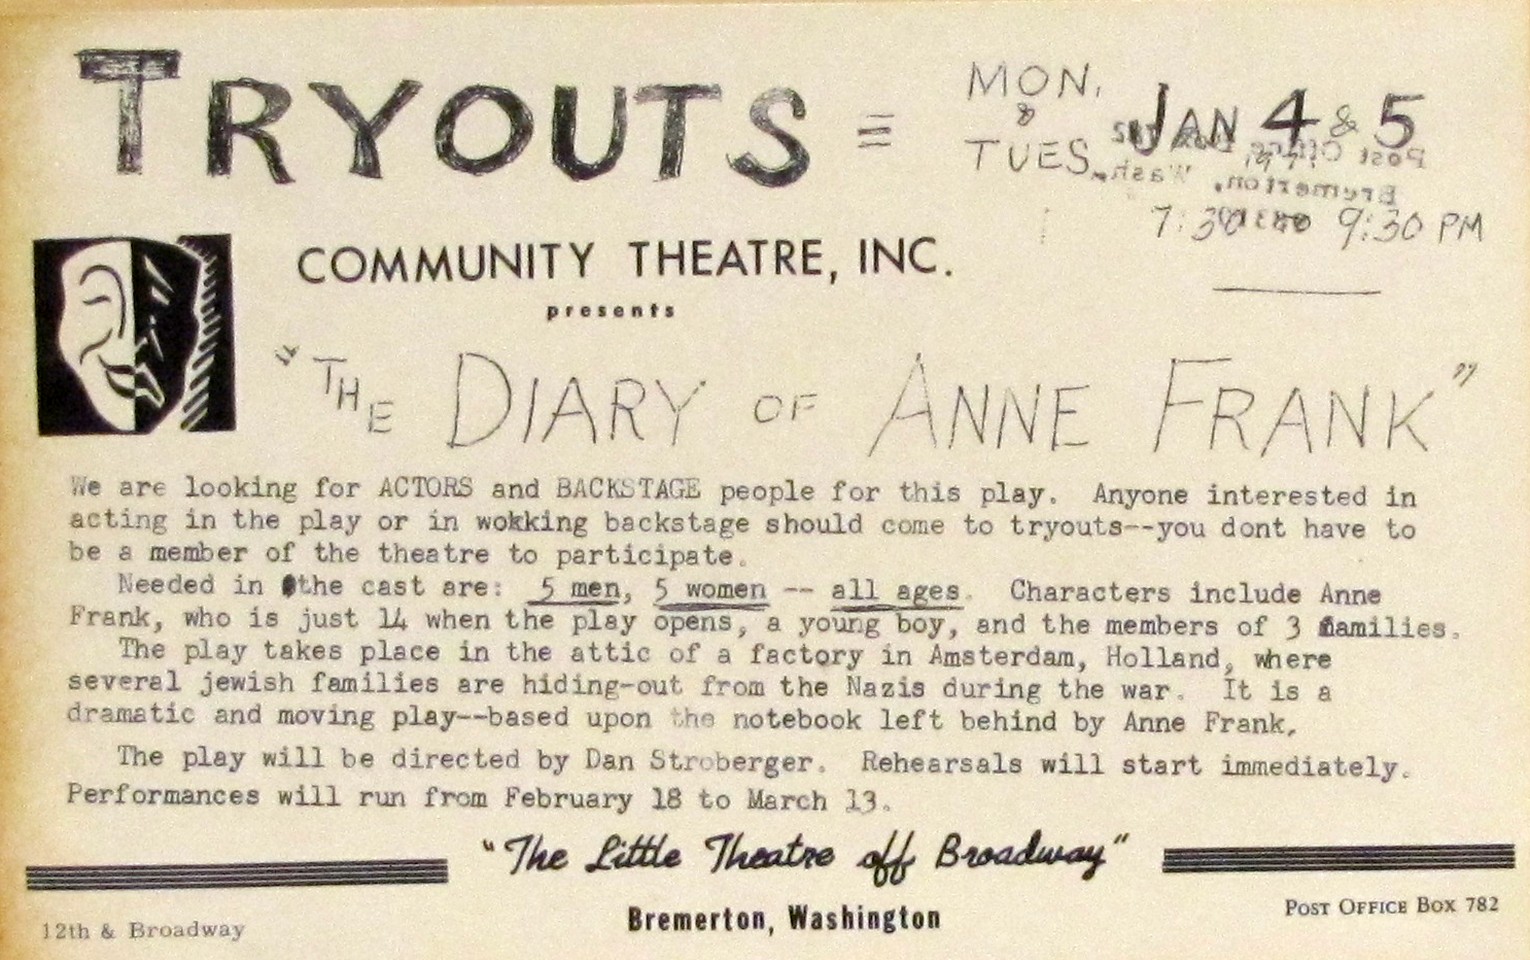 TRYOUTS =
MON. & TUES. JAN 4 & 5
Post Office Box 782
Bremerton, Wash.
7:30 9:30 PM
COMMUNITY THEATRE, INC.
presents
"THE DIARY OF ANNE FRANK"
We are looking for ACTORS and BACKSTAGE people for this play. Anyone interested in
acting in the play or in wokking backstage should come to tryouts--you dont have to
be a member of the theatre to participate.
Needed in the cast are: 5 men, 5 women -- all ages. Characters include Anne
Frank, who is just 14 when the play opens, a young boy, and the members of 3 families.
The play takes place in the attic of a factory in Amsterdam, Holland, where
several jewish families are hiding-out from the Nazis during the war. It is a
dramatic and moving play--based upon the notebook left behind by Anne Frank,
The play will be directed by Dan Stroberger. Rehearsals will start immediately.
Performances will run from February 18 to March 13.
"The Little Theatre off Broadway"
12th & Broadway
Bremerton, Washington
POST OFFICE BOX 782